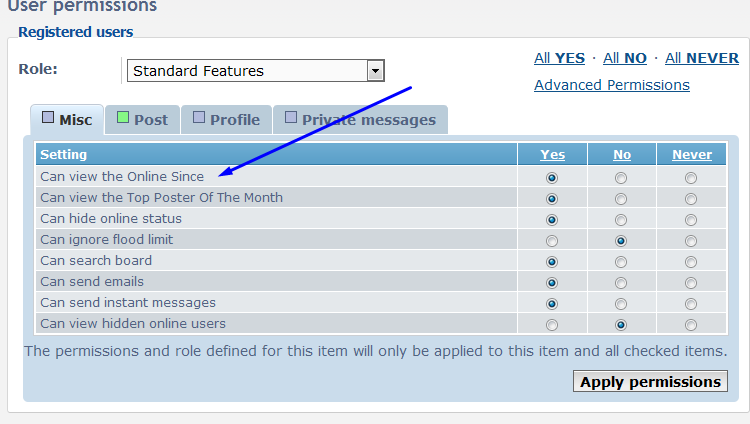 User permissions
Registered users
Role:
Standard Features
All YES · All NO · All NEVER
Advanced Permissions
Misc Post Profile Private messages
Setting Yes No Never
Can view the Online Since
Can view the Top Poster Of The Month
Can hide online status
Can ignore flood limit
Can search board
Can send emails
Can send instant messages
Can view hidden online users
The permissions and role defined for this item will only be applied to this item and all checked items.
Apply permissions